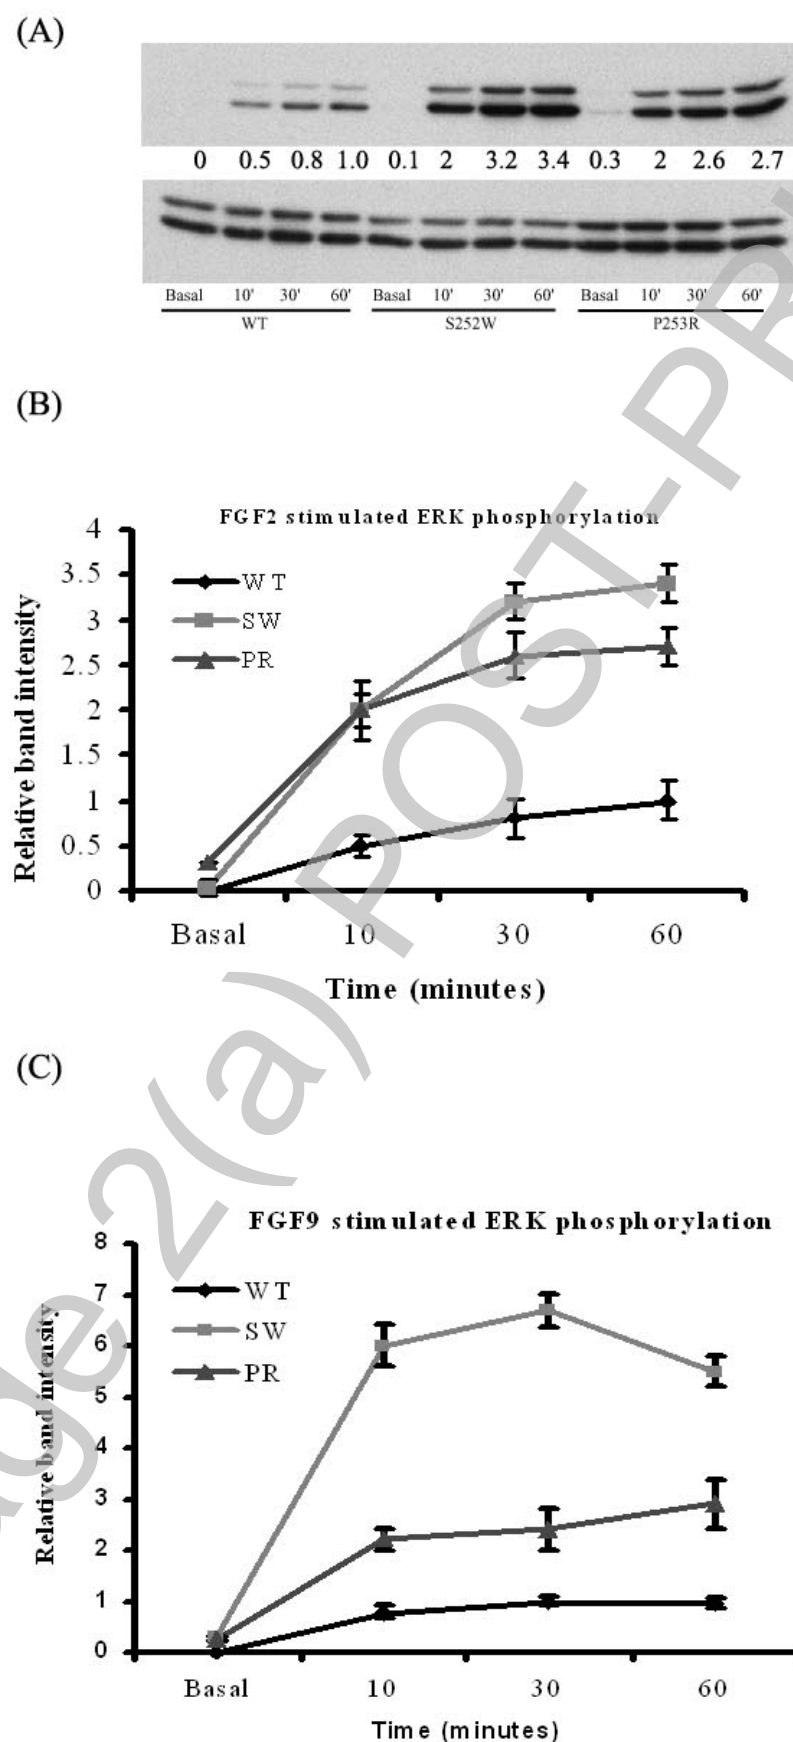 (A)
0 0.5 0.8 1.0 0.1 2 3.2 3.4 0.3 2 2.6 2.7
Basal 10' 30' 60' Basal 10' 30' 60' Basal 10' 30' 60'
WT S252W P253R
(B)
FGF2 stimulated ERK phosphorylation
4
3.5
3
2.5
2
1.5
1
0.5
0
WT
SW
PR
Relative band intensity
Basal 10 30 60
Time (minutes)
(C)
FGF9 stimulated ERK phosphorylation
8
7
6
5
4
3
2
1
0
WT
SW
PR
Relative band intensity
Basal 10 30 60
Time (minutes)
2(a) POST-PR